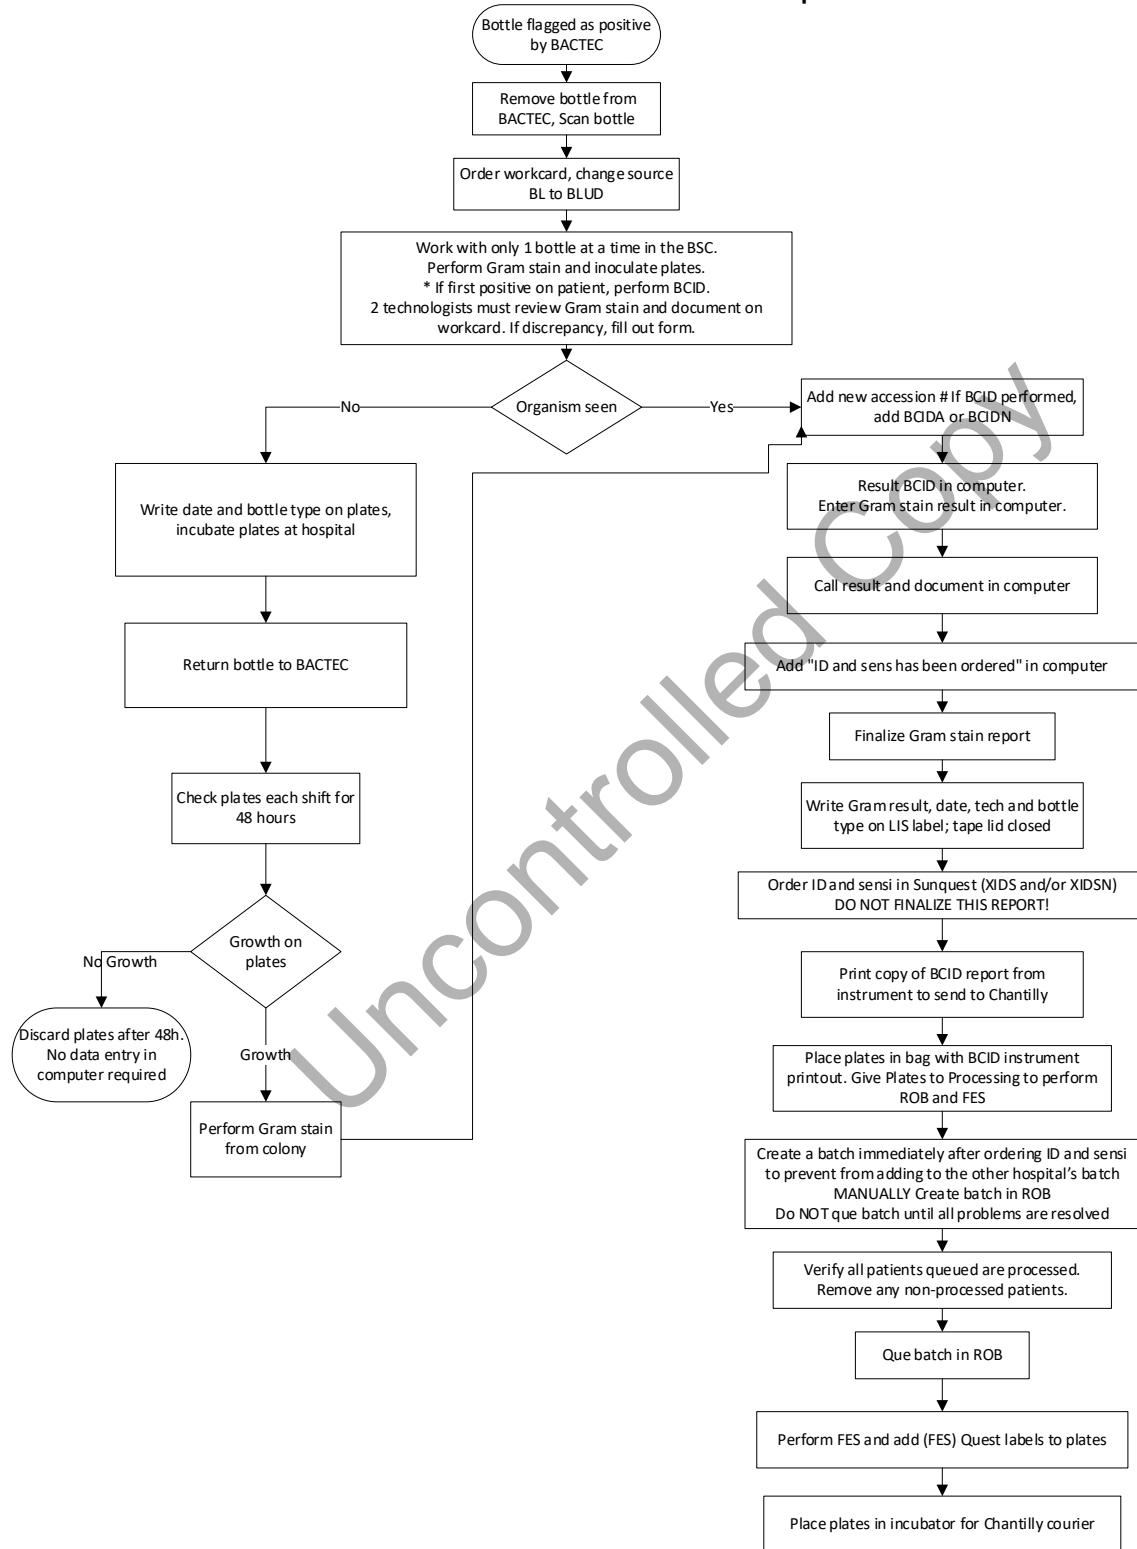 Bottle flagged as positive
by BACTEC
Remove bottle from
BACTEC, Scan bottle
Order workcard, change source
BL to BLUD
Work with only 1 bottle at a time in the BSC.
Perform Gram stain and inoculate plates.
* If first positive on patient, perform BCID.
2 technologists must review Gram stain and document on
workcard. If discrepancy, fill out form.
Organism seen
No
Yes
Write date and bottle type on plates,
incubate plates at hospital
Return bottle to BACTEC
Check plates each shift for
48 hours
Growth on
plates
No Growth
Discard plates after 48h.
No data entry in
computer required
Growth
Perform Gram stain
from colony
Add new accession # If BCID performed,
add BCIDA or BCIDN
Result BCID in computer.
Enter Gram stain result in computer.
Call result and document in computer
Add "ID and sens has been ordered" in computer
Finalize Gram stain report
Write Gram result, date, tech and bottle
type on LIS label; tape lid closed
Order ID and sensi in Sunquest (XIDS and/or XIDSN)
DO NOT FINALIZE THIS REPORT!
Print copy of BCID report from
instrument to send to Chantilly
Place plates in bag with BCID instrument
printout. Give Plates to Processing to perform
ROB and FES
Create a batch immediately after ordering ID and sensi
to prevent from adding to the other hospital's batch
MANUALLY Create batch in ROB
Do NOT que batch until all problems are resolved
Verify all patients queued are processed.
Remove any non-processed patients.
Que batch in ROB
Perform FES and add (FES) Quest labels to plates
Place plates in incubator for Chantilly courier
Uncontrolled Copy